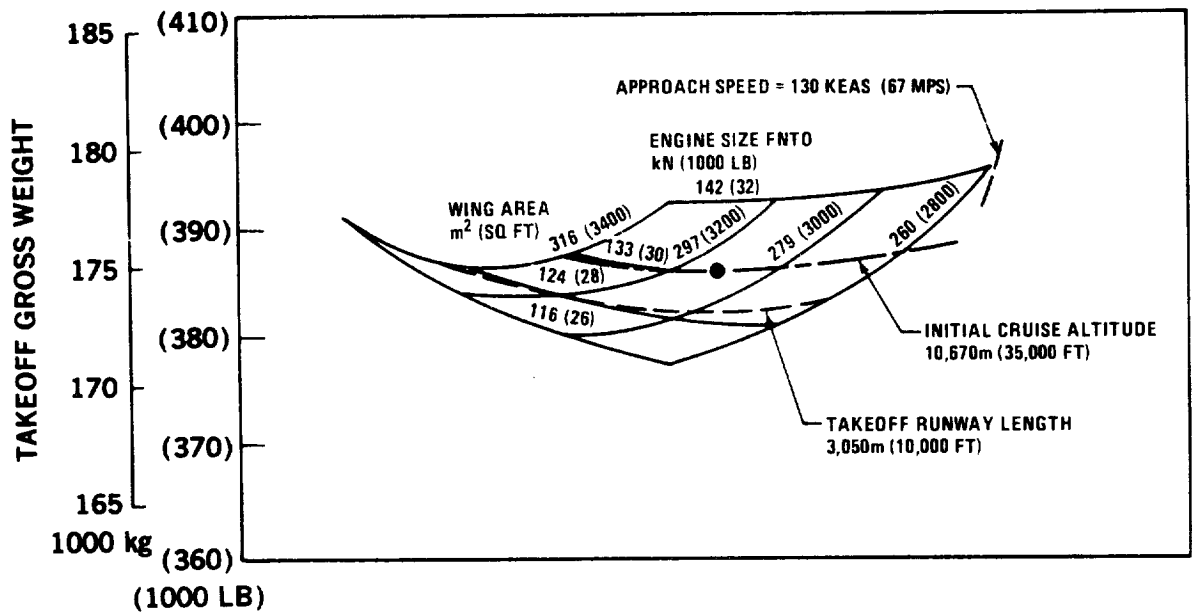 TAKEOFF GROSS WEIGHT
185
180
175
170
165
1000 kg
(410)
(400)
(390)
(380)
(370)
(360)
(1000 LB)
APPROACH SPEED = 130 KEAS (67 MPS)
ENGINE SIZE FNTO
kN (1000 LB)
142 (32)
WING AREA
m² (SQ FT)
316 (3400)
133 (30)
297 (3200)
279 (3000)
260 (2800)
124 (28)
116 (26)
INITIAL CRUISE ALTITUDE
10,670m (35,000 FT)
TAKEOFF RUNWAY LENGTH
3,050m (10,000 FT)